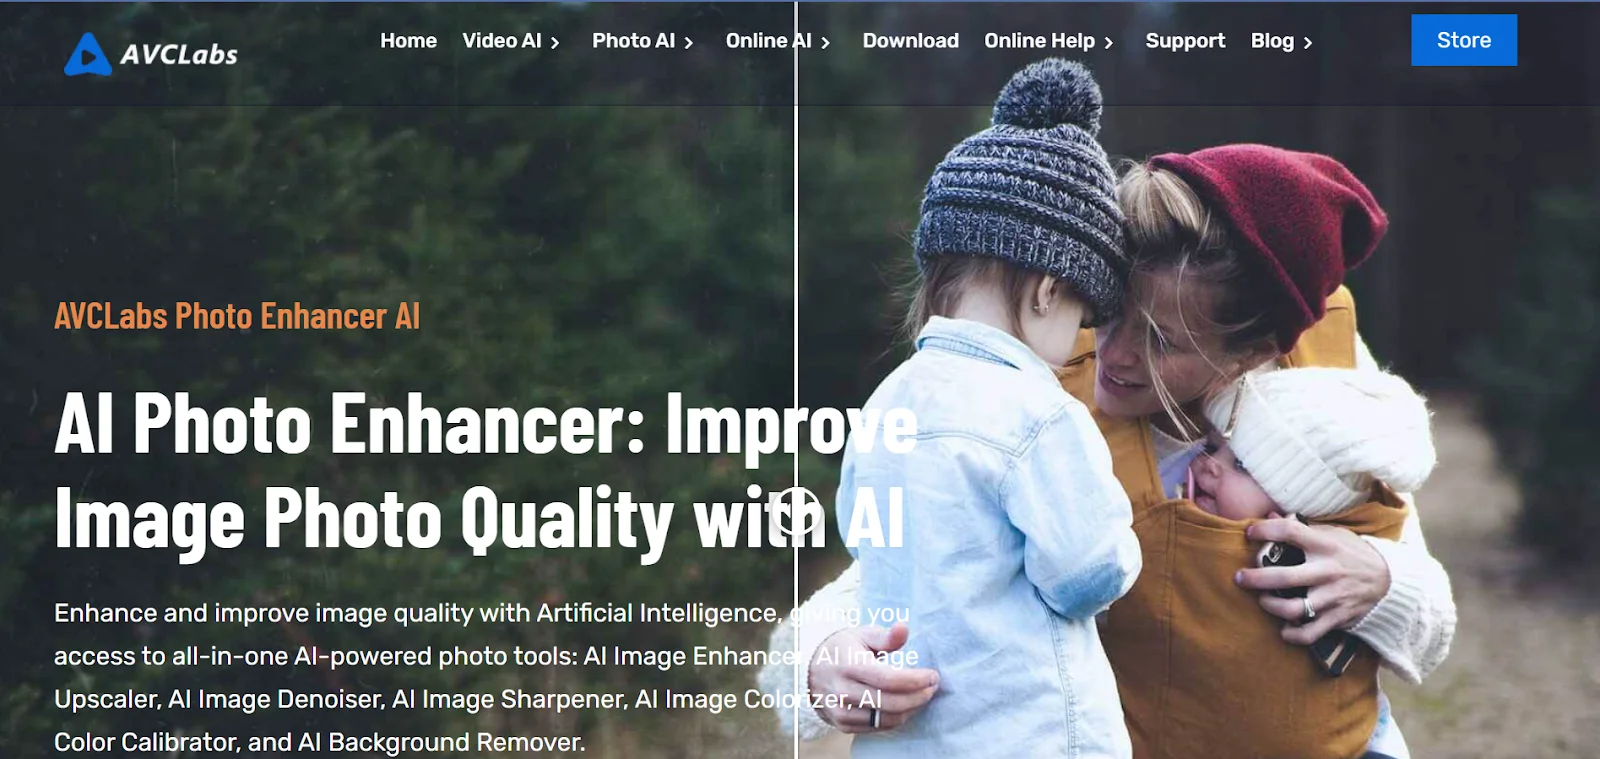 AVCLabs
Home Video AI Photo AI Online AI Download Online Help Support Blog Store
AVCLabs Photo Enhancer AI
AI Photo Enhancer: Improve
Image Photo Quality with AI
Enhance and improve image quality with Artificial Intelligence, giving you
access to all-in-one AI-powered photo tools: AI Image Enhancer, AI Image
Upscaler, AI Image Denoiser, AI Image Sharpener, AI Image Colorizer, AI
Color Calibrator, and AI Background Remover.